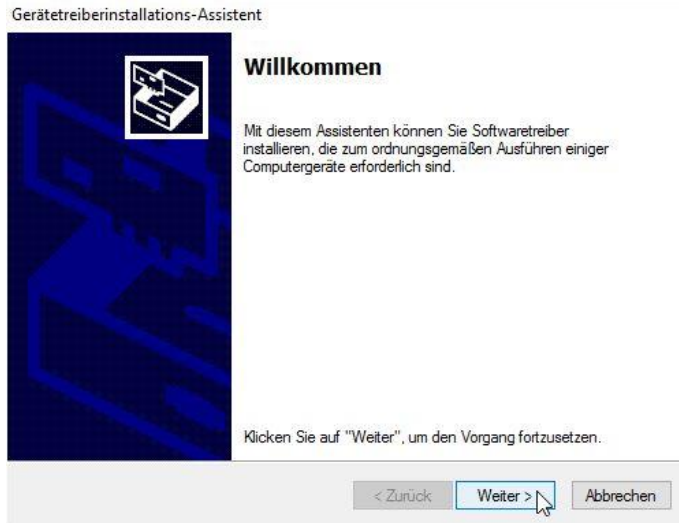 Gerätetreiberinstallations-Assistent
Willkommen
Mit diesem Assistenten können Sie Softwaretreiber
installieren, die zum ordnungsgemäßen Ausführen einiger
Computergeräte erforderlich sind.
Klicken Sie auf "Weiter", um den Vorgang fortzusetzen.
< Zurück
Weiter >
Abbrechen